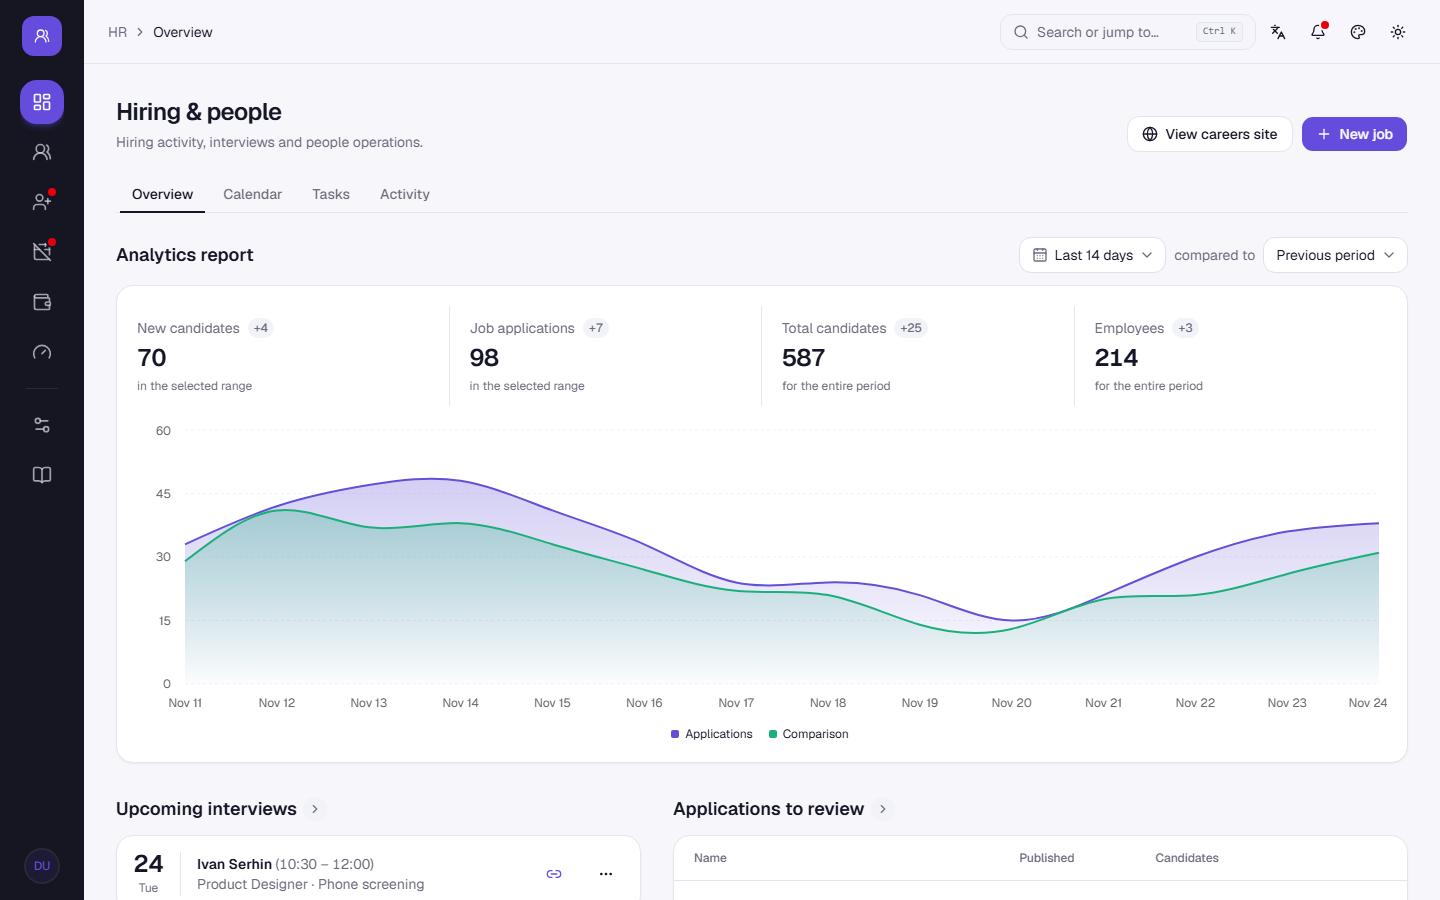 HR > Overview
Search or jump to...
Ctrl K
Hiring & people
Hiring activity, interviews and people operations.
View careers site
New job
Overview Calendar Tasks Activity
Analytics report
Last 14 days compared to Previous period
New candidates +4
70
in the selected range
Job applications +7
98
in the selected range
Total candidates +25
587
for the entire period
Employees +3
214
for the entire period
60
45
30
15
0
Nov 11 Nov 12 Nov 13 Nov 14 Nov 15 Nov 16 Nov 17 Nov 18 Nov 19 Nov 20 Nov 21 Nov 22 Nov 23 Nov 24
Applications Comparison
Upcoming interviews
24
Tue
Ivan Serhin (10:30 – 12:00)
Product Designer · Phone screening
Applications to review
Name Published Candidates
DU